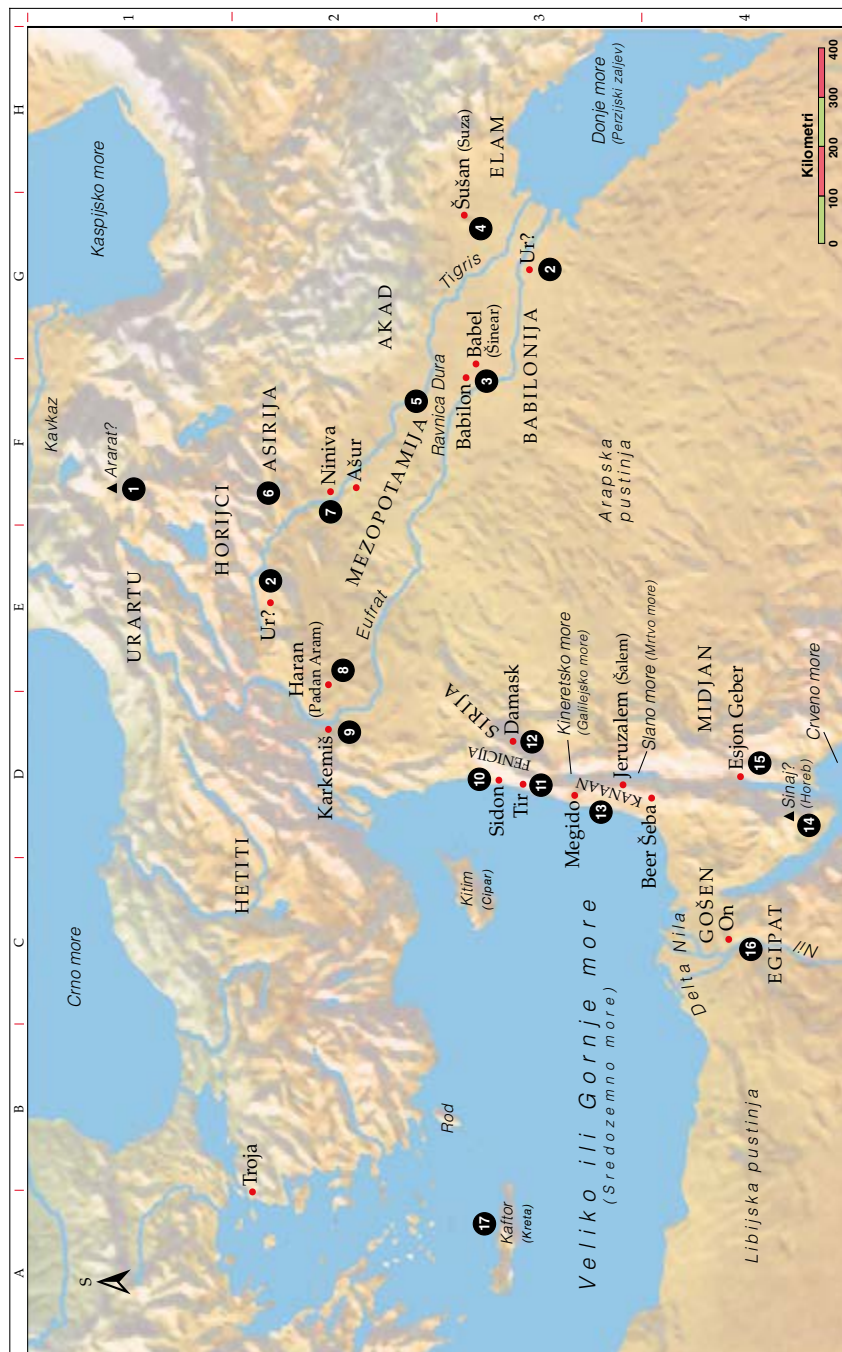 A
B
C
D
E
F
G
H
1
2
3
4
S
Crno more
Kavkaz
Kaspijsko more
Ararat?
1
URARTU
HORIJCI
6
ASIRIJA
Troja
HETITI
Ur?
2
Haran
(Padan Aram)
8
Karkemiš
9
7
Niniva
Ašur
MEZOPOTAMIJA
5
AKAD
Eufrat
Ravnica Dura
Tigris
Šušan (Suza)
4
ELAM
Babilon
Babel
(Šinear)
3
BABILONIJA
Ur?
2
Donje more
(Perzijski zaljev)
Rod
17
Kaftor
(Kreta)
Kitim
(Cipar)
10
Sidon
Tir
11
FENICIJA
SIRIJA
Damask
12
Veliko ili Gornje more
(Sredozemno more)
Megido
13
KANAAN
Kineretsko more
(Galilejsko more)
Jeruzalem (Šalem)
Slano more (Mrtvo more)
Beer Šeba
Arapska
pustinja
Libijska pustinja
Delta Nila
GOŠEN
On
16
EGIPAT
Nil
MIDJAN
Esjon Geber
15
Sinaj?
(Horeb)
14
Crveno more
Kilometri
0
100
200
300
400